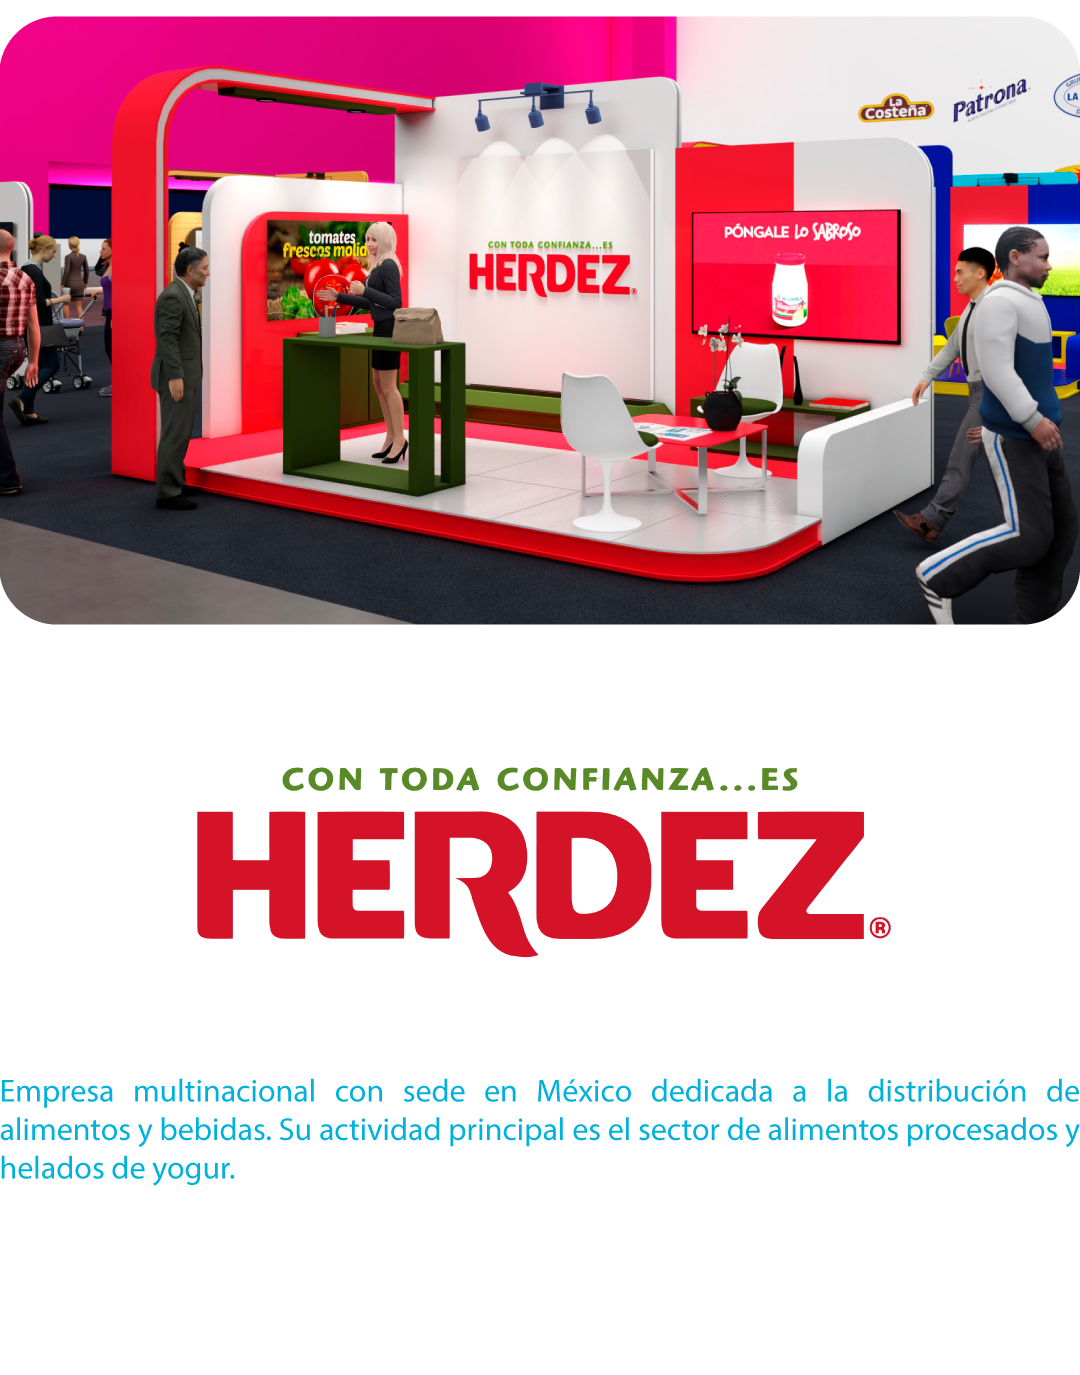 La
Costeña
Patrona
LA
tomates
frescos molid
CON TODA CONFIANZA...ES
HERDEZ®
PÓNGALE LO SABROSO
CON TODA CONFIANZA...ES
HERDEZ®
Empresa multinacional con sede en México dedicada a la distribución de
alimentos y bebidas. Su actividad principal es el sector de alimentos procesados y
helados de yogur.